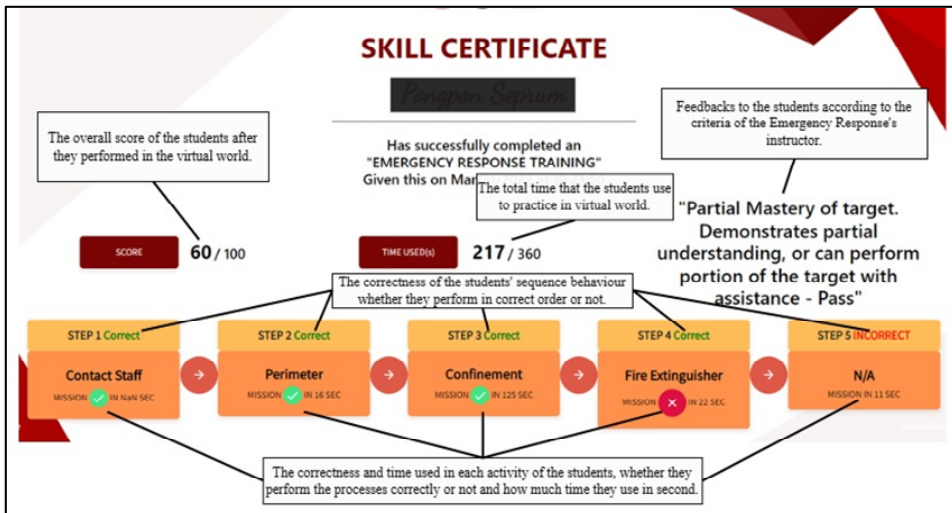 SKILL CERTIFICATE
Pongpon Seprum
The overall score of the students after
they performed in the virtual world.
Has successfully completed an
"EMERGENCY RESPONSE TRAINING"
Given this on Mar
Feedbacks to the students according to the
criteria of the Emergency Response's
instructor.
The total time that the students use
to practice in virtual world.
SCORE 60 / 100
TIME USED(s) 217 / 360
"Partial Mastery of target.
Demonstrates partial
understanding, or can perform
portion of the target with
assistance - Pass"
The correctness of the students' sequence behaviour
whether they perform in correct order or not.
STEP 1 Correct
Contact Staff
MISSION IN NaN SEC
STEP 2 Correct
Perimeter
MISSION IN 16 SEC
STEP 3 Correct
Confinement
MISSION IN 125 SEC
STEP 4 Correct
Fire Extinguisher
MISSION IN 22 SEC
STEP 5 INCORRECT
N/A
MISSION IN 11 SEC
The correctness and time used in each activity of the students, whether they
perform the processes correctly or not and how much time they use in second.